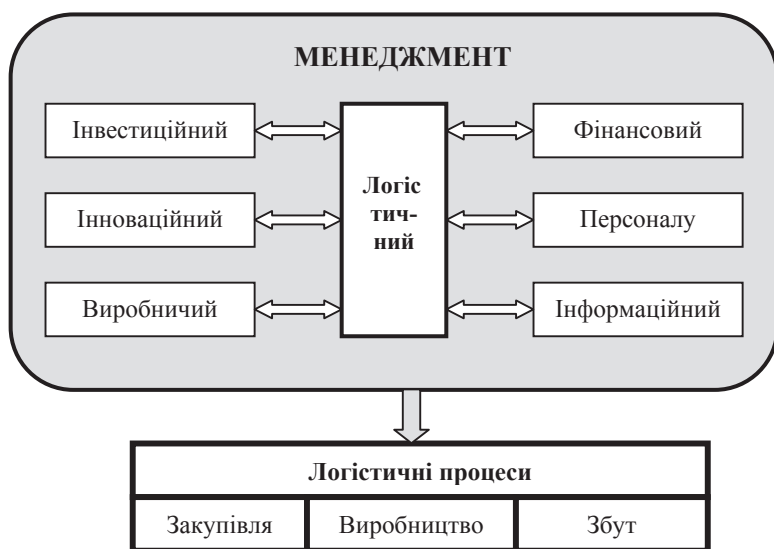 МЕНЕДЖМЕНТ
Інвестиційний
Інноваційний
Виробничий
Логіс
тич-
ний
Фінансовий
Персоналу
Інформаційний
Логістичні процеси
Закупівля
Виробництво
Збут